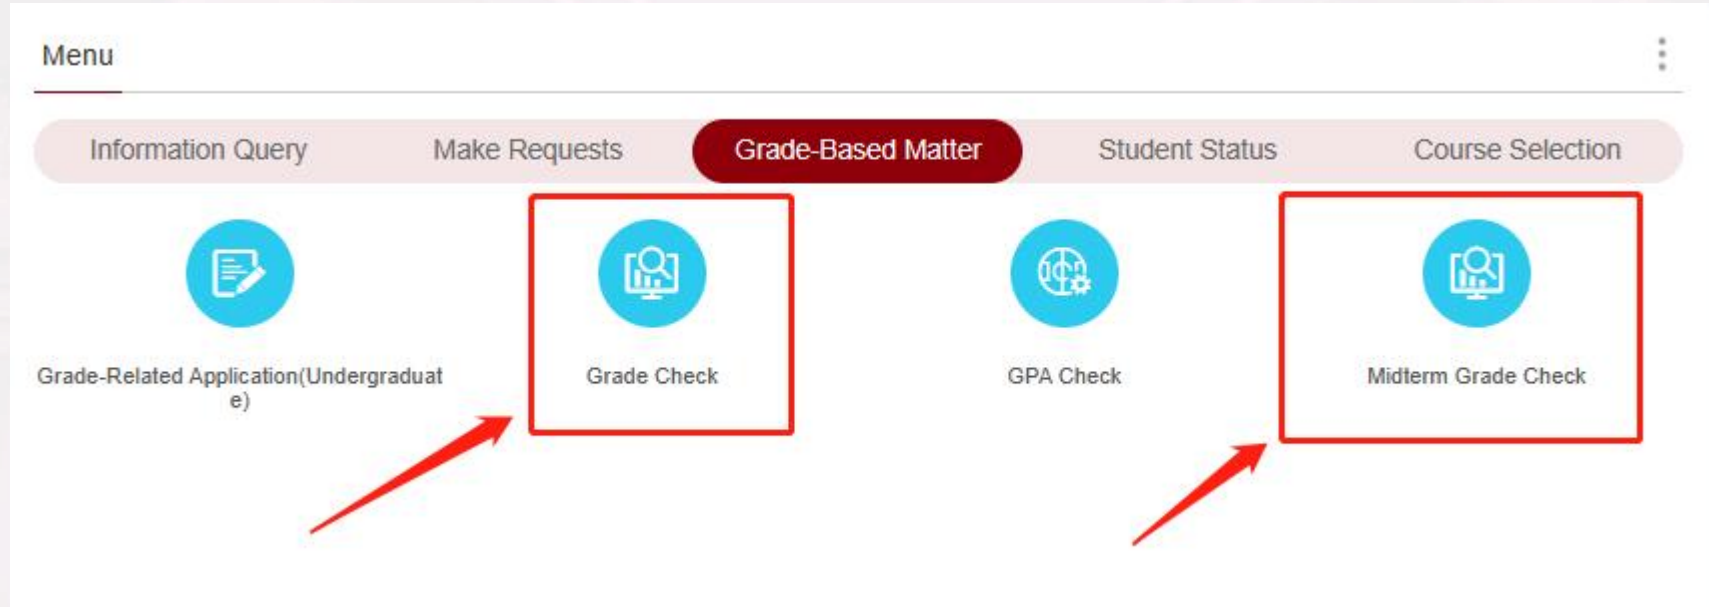 Menu
Information Query
Make Requests
Grade-Based Matter
Student Status
Course Selection
Grade-Related Application(Undergraduat
e)
Grade Check
GPA Check
Midterm Grade Check